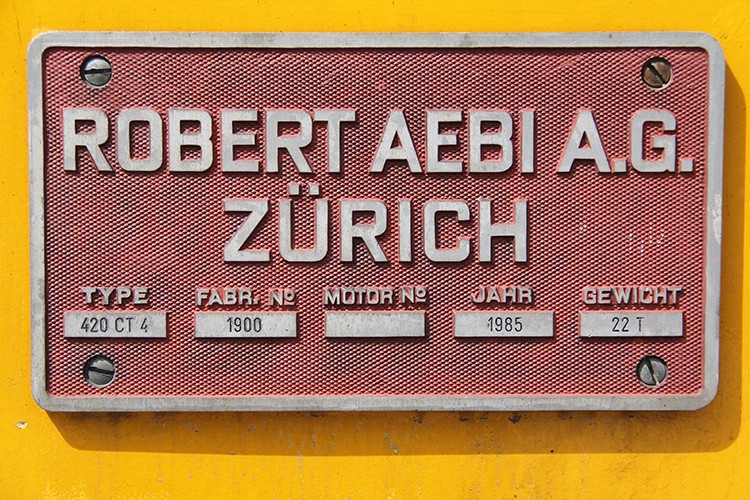 ROBERT AEBI A.G.
ZÜRICH
TYPE FABR. Nº MOTOR Nº JAHR GEWICHT
420 CT 4 1900 1985 22 T